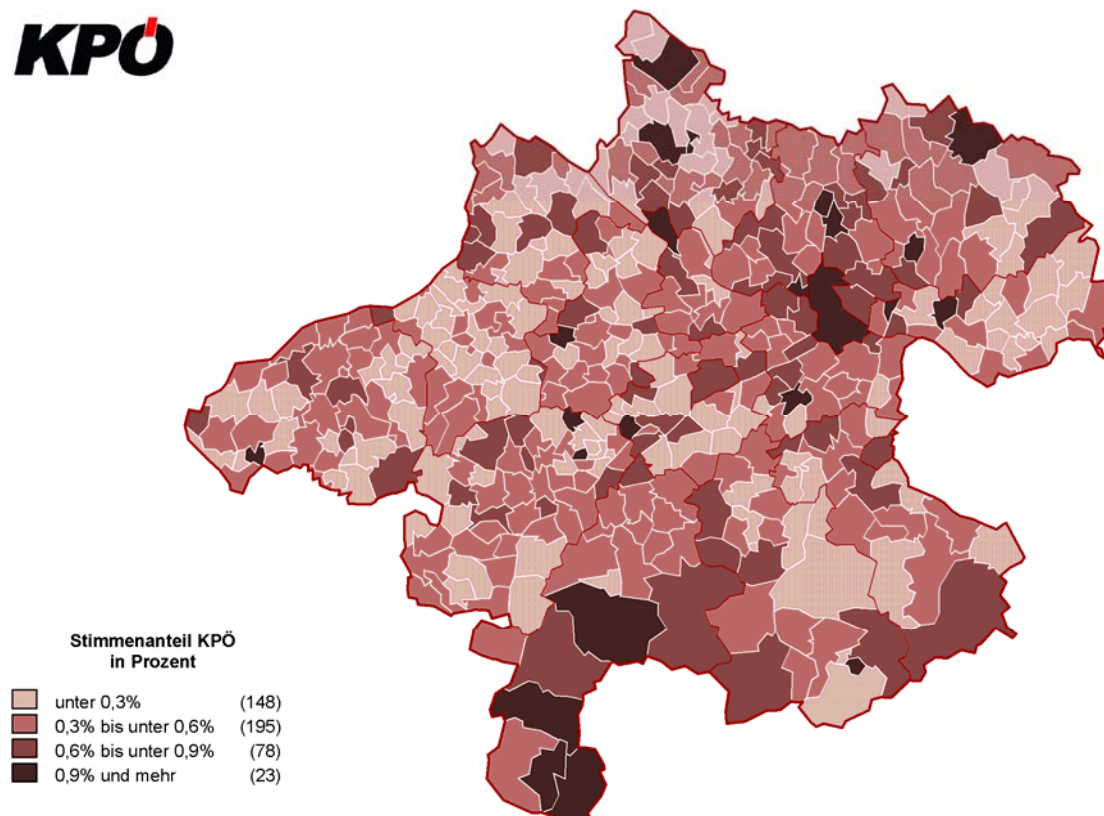 KPÖ
Stimmenanteil KPÖ
in Prozent
unter 0,3% (148)
0,3% bis unter 0,6% (195)
0,6% bis unter 0,9% (78)
0,9% und mehr (23)